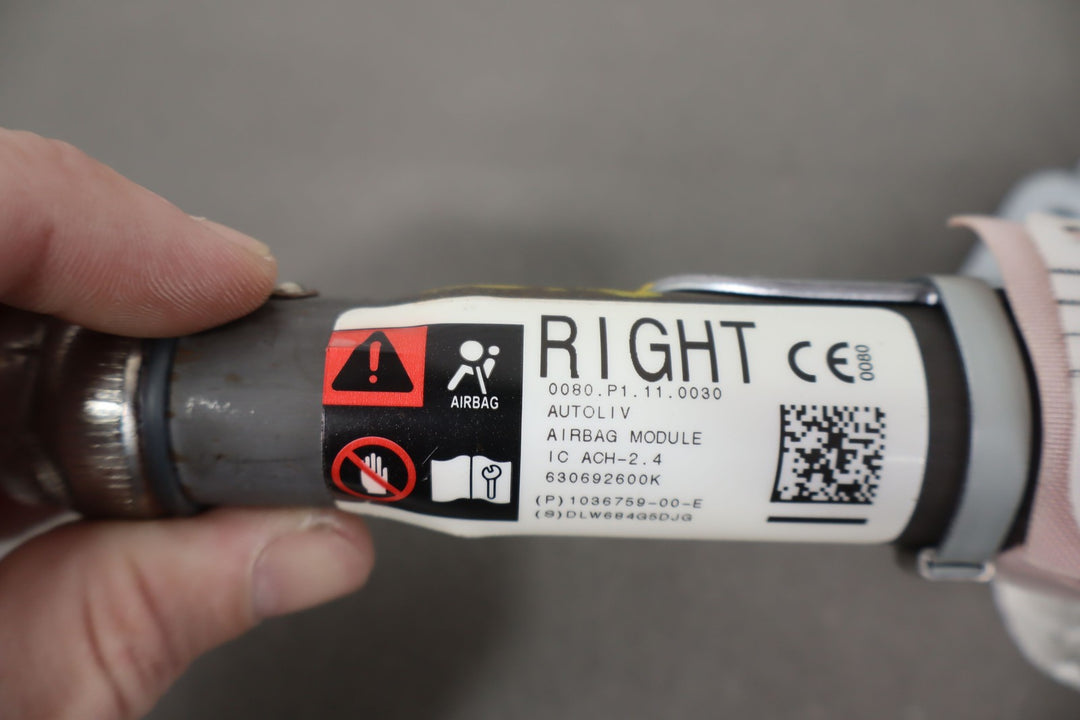 AIRBAG
RIGHT
CE 0080
0080.P1.11.0030
AUTOLIV
AIRBAG MODULE
IC ACH-2.4
630692600K
(P)1036759-00-E
(S)DLW684G5DJG